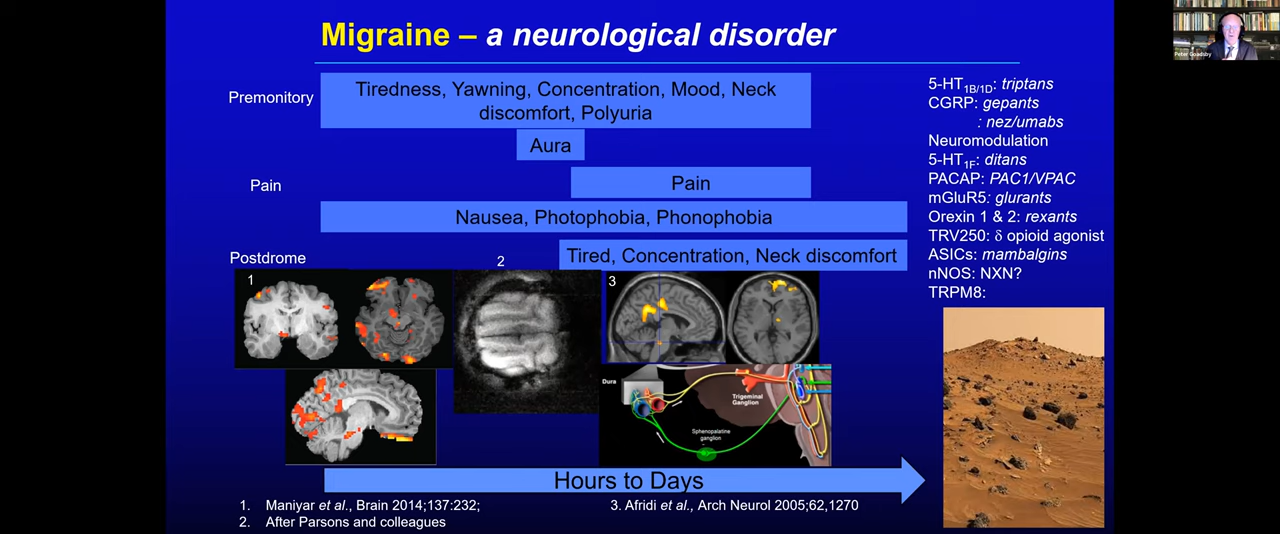 Migraine – a neurological disorder
Peter Goadsby
Premonitory
Tiredness, Yawning, Concentration, Mood, Neck
discomfort, Polyuria
Aura
Pain
Pain
Nausea, Photophobia, Phonophobia
Postdrome
Tired, Concentration, Neck discomfort
5-HT1B/1D: triptans
CGRP: gepants
: nez/umabs
Neuromodulation
5-HT1F: ditans
PACAP: PAC1/VPAC
mGluR5: glurants
Orexin 1 & 2: rexants
TRV250: δ opioid agonist
ASICs: mambalgins
nNOS: NXN?
TRPM8:
1
2
3
Dura
Trigeminal
Ganglion
Sphenopalatine
ganglion
Hours to Days
1. Maniyar et al., Brain 2014;137:232;
2. After Parsons and colleagues
3. Afridi et al., Arch Neurol 2005;62,1270